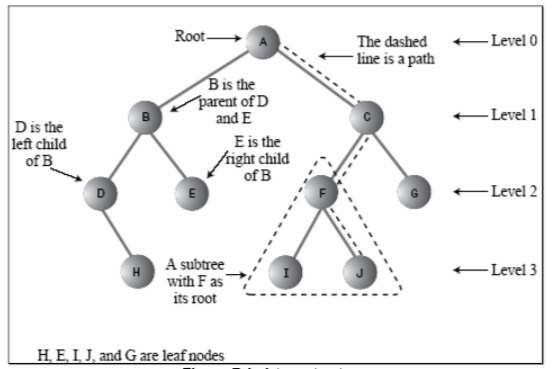 Root
A
The dashed
line is a path
Level 0
B is the
parent of D
and E
B
C
Level 1
D is the
left child
of B
E is the
right child
of B
D
E
F
G
Level 2
A subtree
with F as
its root
H
I
J
Level 3
H, E, I, J, and G are leaf nodes